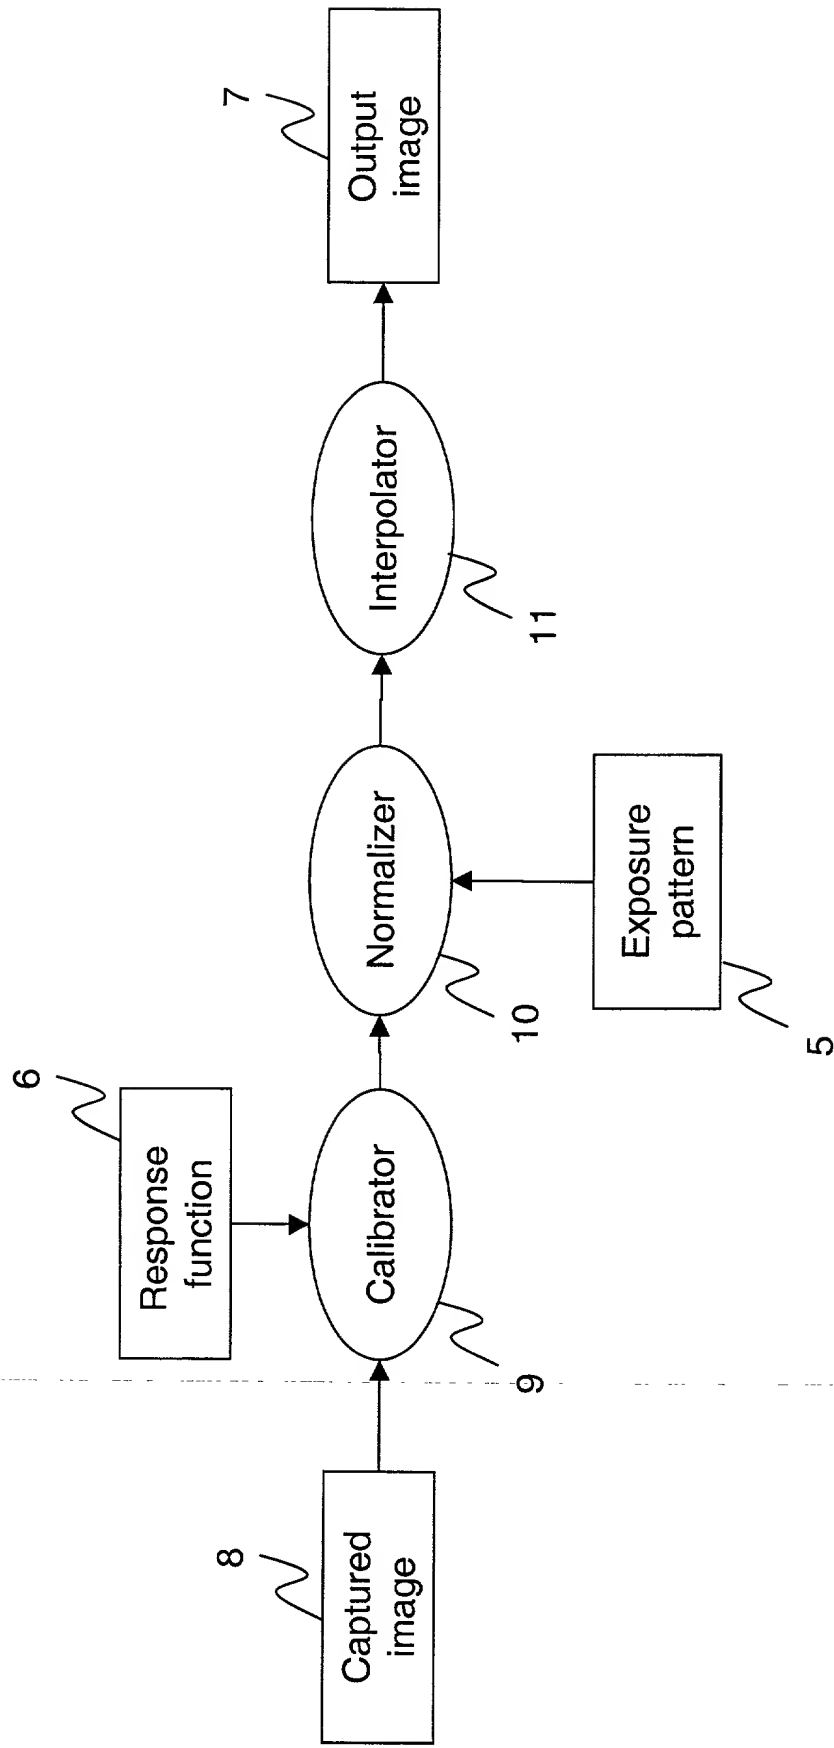 6
Response
function
8
Captured
image
Calibrator
9
Normalizer
10
Exposure
pattern
5
Interpolator
11
7
Output
image